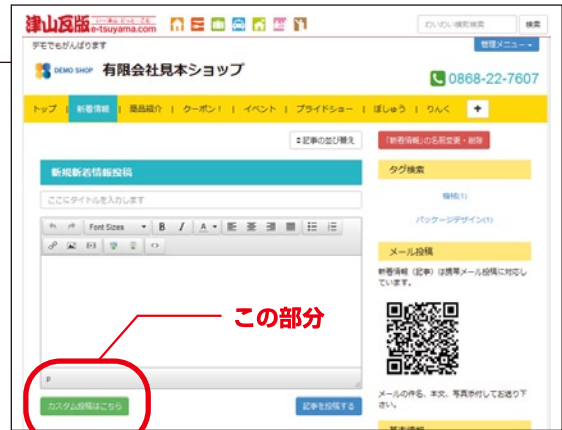 津山瓦版
e-tsuyama.com
わいわい検索検索
検索
デモでもがんばります
管理メニュー
DEMO SHOP 有限会社見本ショップ
0868-22-7607
トップ | 新着情報 | 商品紹介 | クーポン! | イベント | ブライドショー | ぼしゅう | りんく +
記事の並び替え
「新着情報」の名前変更・削除
新規新着情報投稿
タグ検索
ここにタイトルを入力します
機械(1)
パッケージデザイン(1)
Font Sizes B I A
メール投稿
新着情報(記事)は携帯メール投稿に対応し
ています。
この部分
p
カスタム投稿はこちら
記事を投稿する
メールの件名、本文、写真添付してお送り下
さい。
基本情報